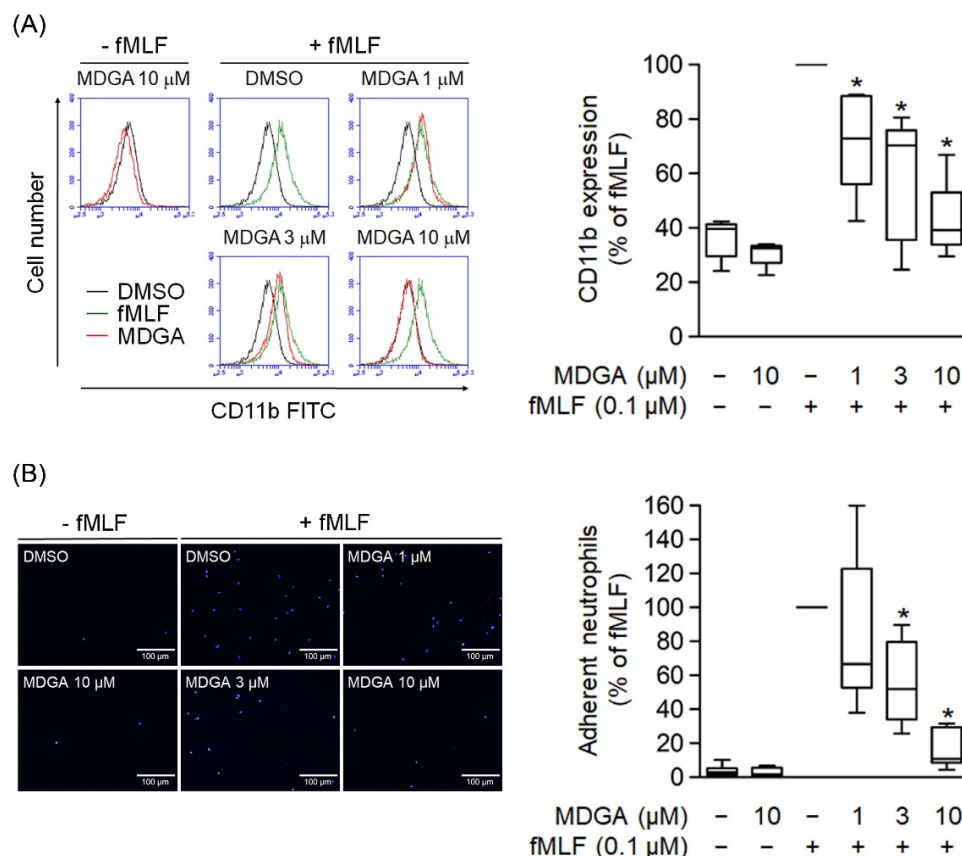 (A)
- fMLF
+ fMLF
MDGA 10 µM
DMSO
MDGA 1 µM
MDGA 3 µM
MDGA 10 µM
Cell number
DMSO
fMLF
MDGA
CD11b FITC
CD11b expression
(% of fMLF)
100
80
60
40
20
0
MDGA (µM) – 10 – 1 3 10
fMLF (0.1 µM) – – + + + +
* * *
(B)
- fMLF
+ fMLF
DMSO
DMSO
MDGA 1 µM
100 µm
100 µm
100 µm
MDGA 10 µM
MDGA 3 µM
MDGA 10 µM
100 µm
100 µm
100 µm
Adherent neutrophils
(% of fMLF)
160
140
120
100
80
60
40
20
0
* *
MDGA (µM) – 10 – 1 3 10
fMLF (0.1 µM) – – + + + +